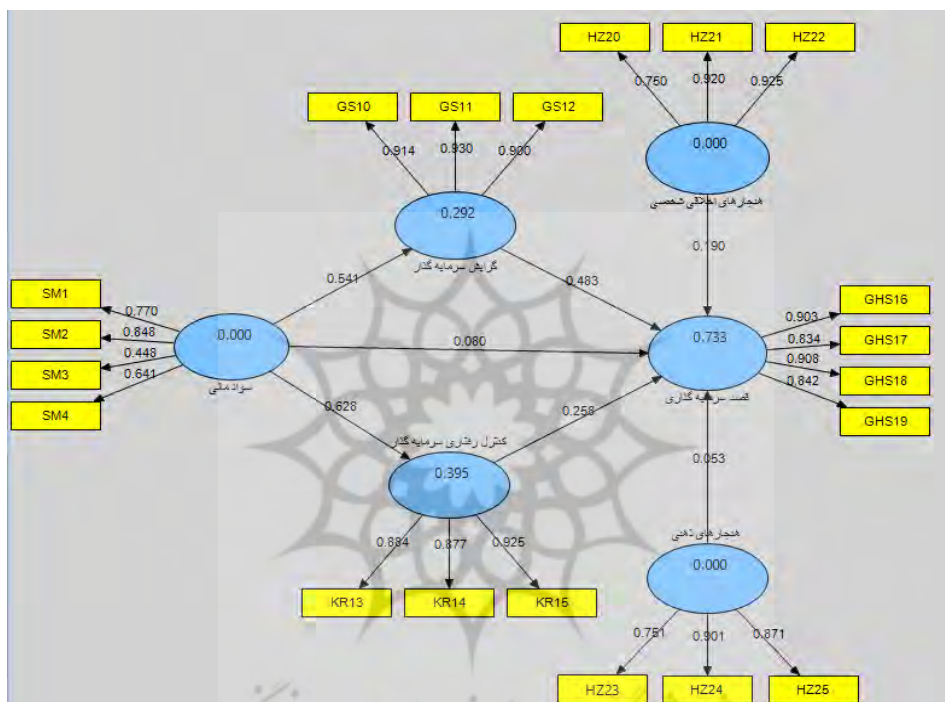 HZ20 HZ21 HZ22
0.750 0.920 0.925
0.000
هنجارهای اخلاقی شخصی
GS10 GS11 GS12
0.914 0.930 0.900
0.292
گرایش سرمایه گذار
0.190
0.541
0.483
SM1
SM2
SM3
SM4
0.770
0.848
0.448
0.641
0.000
سواد مالی
0.080
0.733
قصد سرمایه گذاری
0.903
0.834
0.908
0.842
GHS16
GHS17
GHS18
GHS19
0.628
0.258
کنترل رفتاری سرمایه گذار
0.395
0.884 0.877 0.925
KR13 KR14 KR15
0.053
هنجارهای ذهنی
0.000
0.751 0.901 0.871
HZ23 HZ24 HZ25